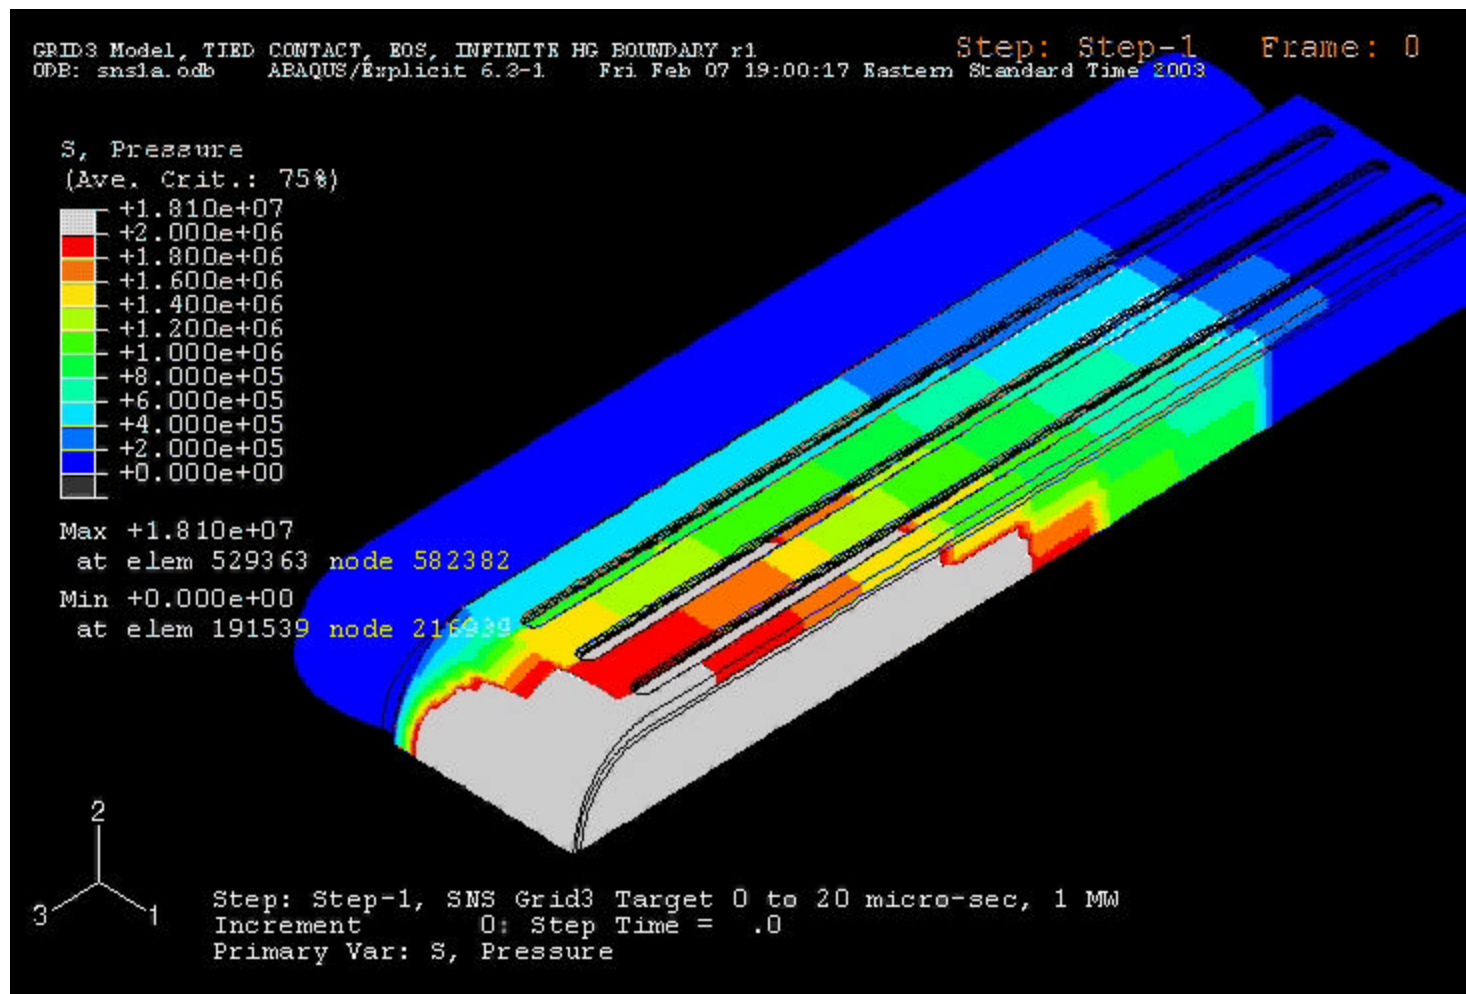 GRID3 Model, TIED CONTACT, EOS, INFINITE HG BOUNDARY r1
Step: Step-1 Frame: 0
ODB: sns1a.odb ABAQUS/Explicit 6.3-1 Fri Feb 07 19:00:17 Eastern Standard Time 2003
S, Pressure
(Ave. Crit.: 75%)
+1.810e+07
+2.000e+06
+1.800e+06
+1.600e+06
+1.400e+06
+1.200e+06
+1.000e+06
+8.000e+05
+6.000e+05
+4.000e+05
+2.000e+05
+0.000e+00
Max +1.810e+07
at elem 529363 node 582382
Min +0.000e+00
at elem 191539 node 216939
2
3
1
Step: Step-1, SNS Grid3 Target 0 to 20 micro-sec, 1 MW
Increment 0: Step Time = .0
Primary Var: S, Pressure